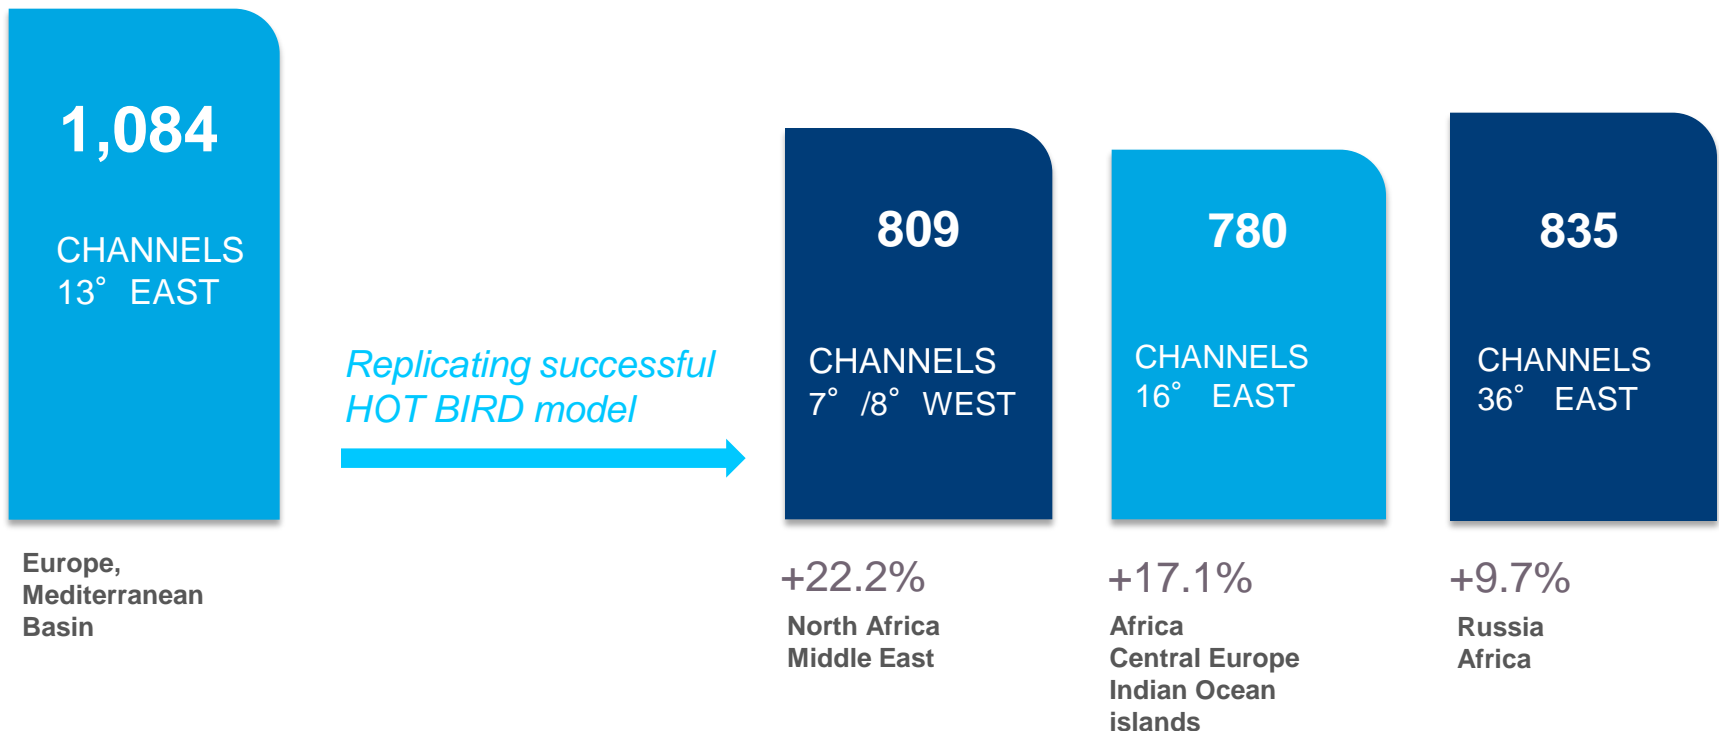 1,084
CHANNELS
13° EAST
Europe,
Mediterranean
Basin
Replicating successful
HOT BIRD model
809
CHANNELS
7° /8° WEST
+22.2%
North Africa
Middle East
780
CHANNELS
16° EAST
+17.1%
Africa
Central Europe
Indian Ocean
islands
835
CHANNELS
36° EAST
+9.7%
Russia
Africa